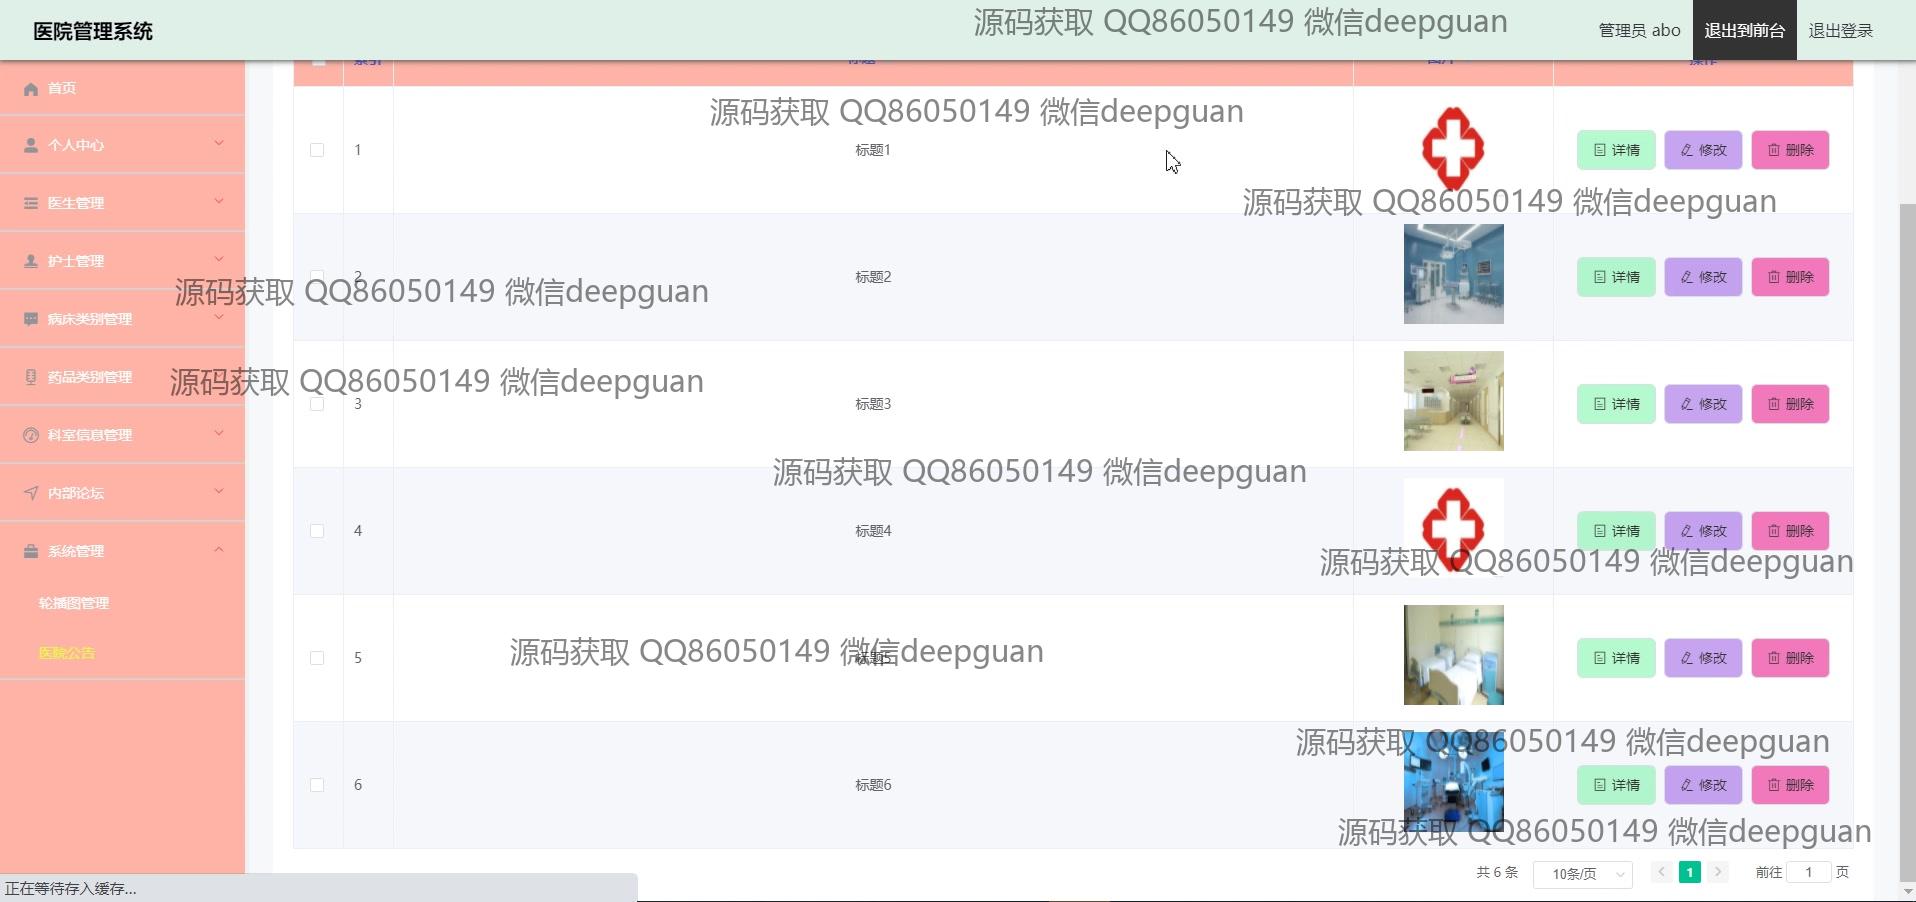 医院管理系统
源码获取 QQ86050149 微信deepguan
管理员 abo
退出到前台
退出登录
首页
个人中心
医生管理
护士管理
病床类别管理
药品类别管理
科室信息管理
内部论坛
系统管理
轮播图管理
医院公告
索引 标题 图片 操作
源码获取 QQ86050149 微信deepguan
1 标题1 详情 修改 删除
源码获取 QQ86050149 微信deepguan
2 标题2 详情 修改 删除
源码获取 QQ86050149 微信deepguan
源码获取 QQ86050149 微信deepguan
3 标题3 详情 修改 删除
源码获取 QQ86050149 微信deepguan
4 标题4 详情 修改 删除
源码获取 QQ86050149 微信deepguan
源码获取 QQ86050149 微信deepguan
5 标题5 详情 修改 删除
源码获取 QQ86050149 微信deepguan
6 标题6 详情 修改 删除
源码获取 QQ86050149 微信deepguan
共 6 条 10条/页 1 前往 1 页
正在等待存入缓存...